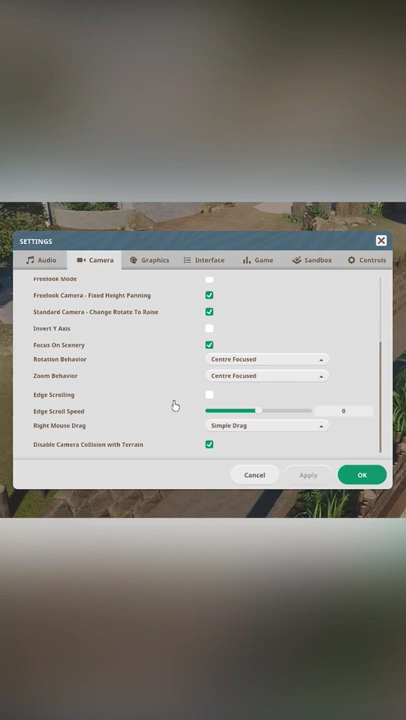 SETTINGS
Audio Camera Graphics Interface Game Sandbox Controls
Freelook Mode
Freelook Camera - Fixed Height Panning
Standard Camera - Change Rotate To Raise
Invert Y Axis
Focus On Scenery
Rotation Behavior Centre Focused
Zoom Behavior Centre Focused
Edge Scrolling
Edge Scroll Speed 0
Right Mouse Drag Simple Drag
Disable Camera Collision with Terrain
Cancel Apply OK